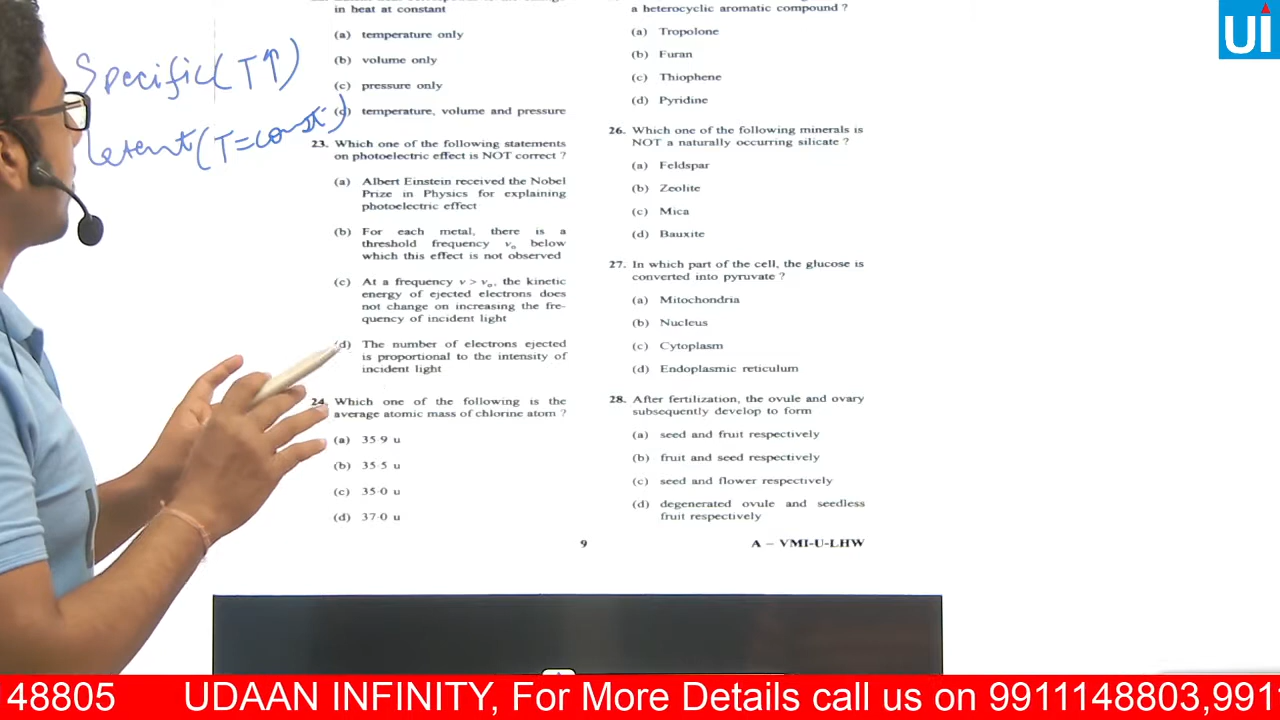 in heat at constant
(a) temperature only
(b) volume only
(c) pressure only
(d) temperature, volume and pressure
Specific (T↑)
Latent (T=const.)
23. Which one of the following statements
on photoelectric effect is NOT correct ?
(a) Albert Einstein received the Nobel
Prize in Physics for explaining
photoelectric effect
(b) For each metal, there is a
threshold frequency ν₀ below
which this effect is not observed
(c) At a frequency ν > ν₀, the kinetic
energy of ejected electrons does
not change on increasing the fre-
quency of incident light
(d) The number of electrons ejected
is proportional to the intensity of
incident light
24. Which one of the following is the
average atomic mass of chlorine atom ?
(a) 35·9 u
(b) 35·5 u
(c) 35·0 u
(d) 37·0 u
a heterocyclic aromatic compound ?
(a) Tropolone
(b) Furan
(c) Thiophene
(d) Pyridine
26. Which one of the following minerals is
NOT a naturally occurring silicate ?
(a) Feldspar
(b) Zeolite
(c) Mica
(d) Bauxite
27. In which part of the cell, the glucose is
converted into pyruvate ?
(a) Mitochondria
(b) Nucleus
(c) Cytoplasm
(d) Endoplasmic reticulum
28. After fertilization, the ovule and ovary
subsequently develop to form
(a) seed and fruit respectively
(b) fruit and seed respectively
(c) seed and flower respectively
(d) degenerated ovule and seedless
fruit respectively
9
A – VMI-U-LHW
UI
48805 UDAAN INFINITY, For More Details call us on 9911148803,991